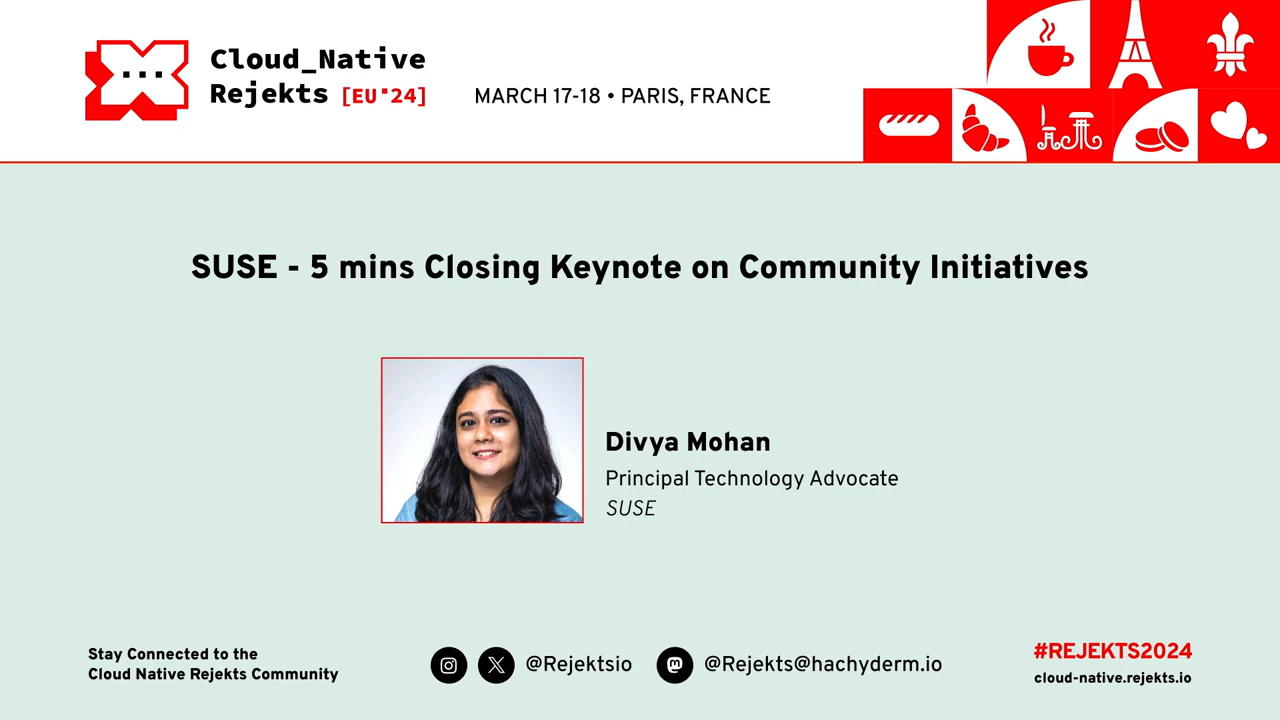 Cloud_Native
Rejekts [EU"24]
MARCH 17-18 • PARIS, FRANCE
SUSE - 5 mins Closing Keynote on Community Initiatives
Divya Mohan
Principal Technology Advocate
SUSE
Stay Connected to the
Cloud Native Rejekts Community
@Rejektsio
@Rejekts@hachyderm.io
#REJEKTS2024
cloud-native.rejekts.io